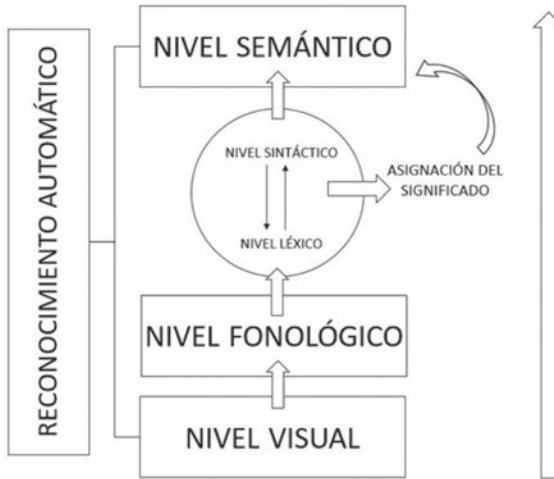 RECONOCIMIENTO AUTOMÁTICO
NIVEL SEMÁNTICO
NIVEL SINTÁCTICO
NIVEL LÉXICO
ASIGNACIÓN DEL
SIGNIFICADO
NIVEL FONOLÓGICO
NIVEL VISUAL